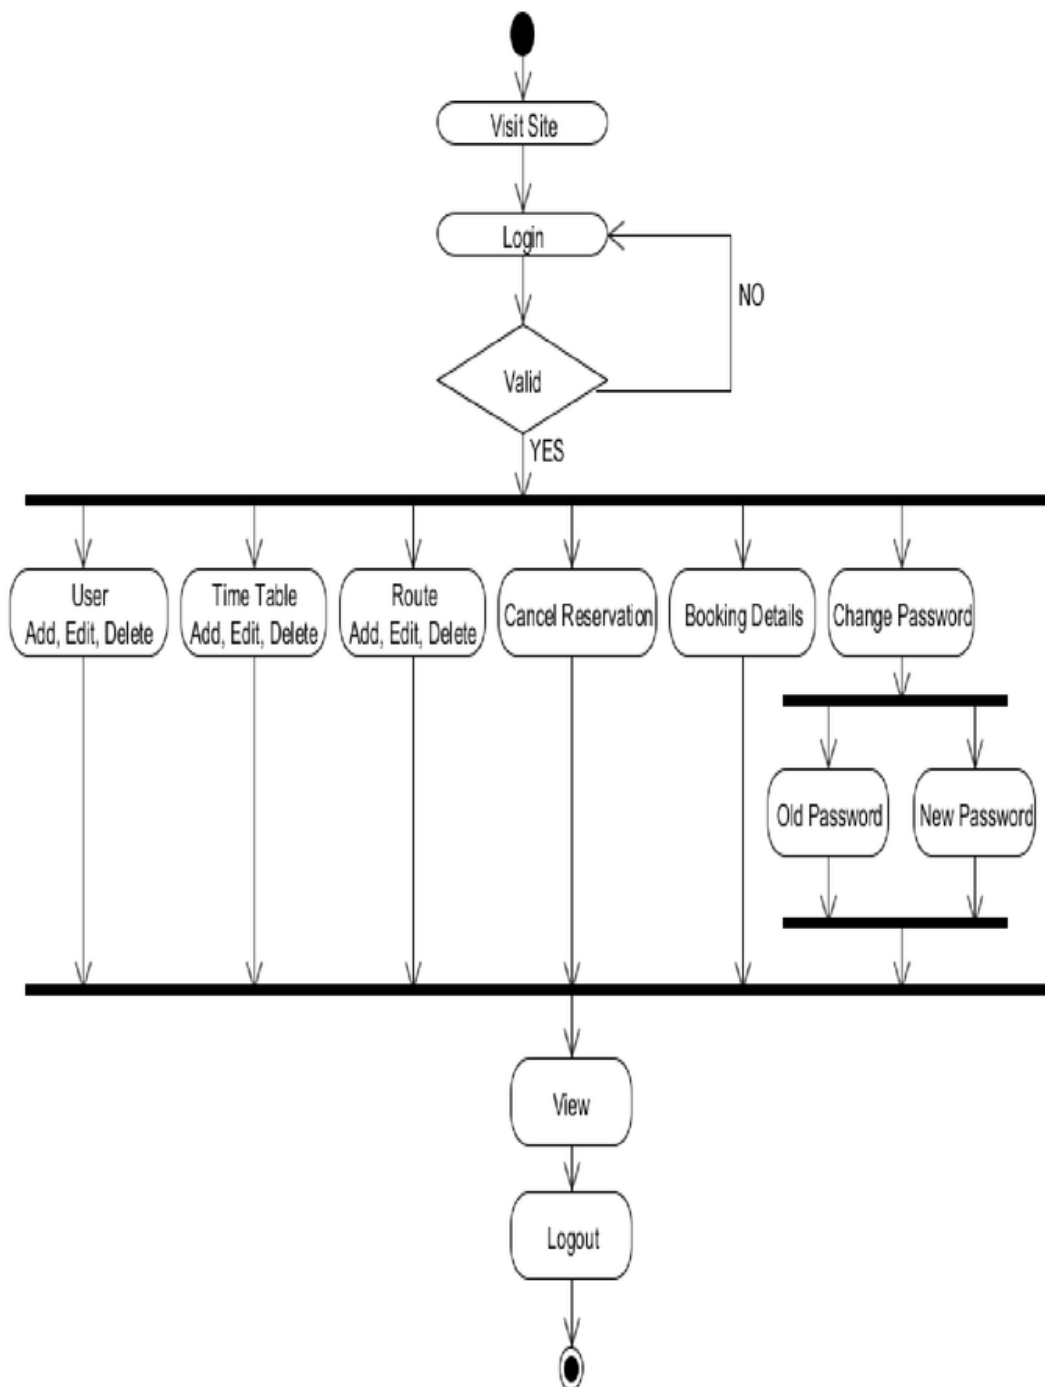 Visit Site
Login
NO
Valid
YES
User
Add, Edit, Delete
Time Table
Add, Edit, Delete
Route
Add, Edit, Delete
Cancel Reservation
Booking Details
Change Password
Old Password
New Password
View
Logout